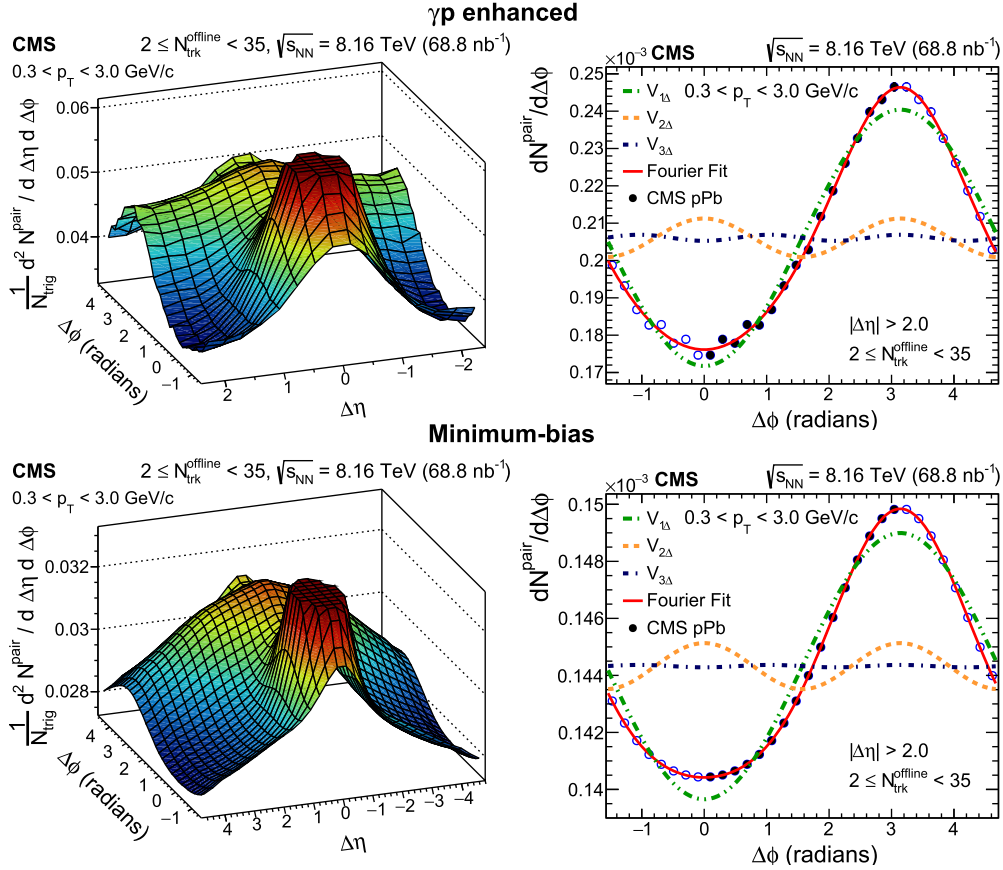 γp enhanced
CMS 2 ≤ N_trk^offline < 35, √s_NN = 8.16 TeV (68.8 nb⁻¹)
0.3 < p_T < 3.0 GeV/c
0.06
0.05
0.04
1/N_trig d² N^pair / d Δη d Δϕ
4 3 2 1 0 −1
Δϕ (radians)
2 1 0 −1 −2
Δη
×10⁻³ CMS √s_NN = 8.16 TeV (68.8 nb⁻¹)
0.25
0.24
0.23
0.22
0.21
0.2
0.19
0.18
0.17
dN^pair/dΔϕ
V_1Δ 0.3 < p_T < 3.0 GeV/c
V_2Δ
V_3Δ
Fourier Fit
CMS pPb
|Δη| > 2.0
2 ≤ N_trk^offline < 35
−1 0 1 2 3 4
Δϕ (radians)
Minimum-bias
CMS 2 ≤ N_trk^offline < 35, √s_NN = 8.16 TeV (68.8 nb⁻¹)
0.3 < p_T < 3.0 GeV/c
0.032
0.03
0.028
1/N_trig d² N^pair / d Δη d Δϕ
4 3 2 1 0 −1
Δϕ (radians)
4 3 2 1 0 −1 −2 −3 −4
Δη
×10⁻³ CMS √s_NN = 8.16 TeV (68.8 nb⁻¹)
0.15
0.148
0.146
0.144
0.142
0.14
dN^pair/dΔϕ
V_1Δ 0.3 < p_T < 3.0 GeV/c
V_2Δ
V_3Δ
Fourier Fit
CMS pPb
|Δη| > 2.0
2 ≤ N_trk^offline < 35
−1 0 1 2 3 4
Δϕ (radians)